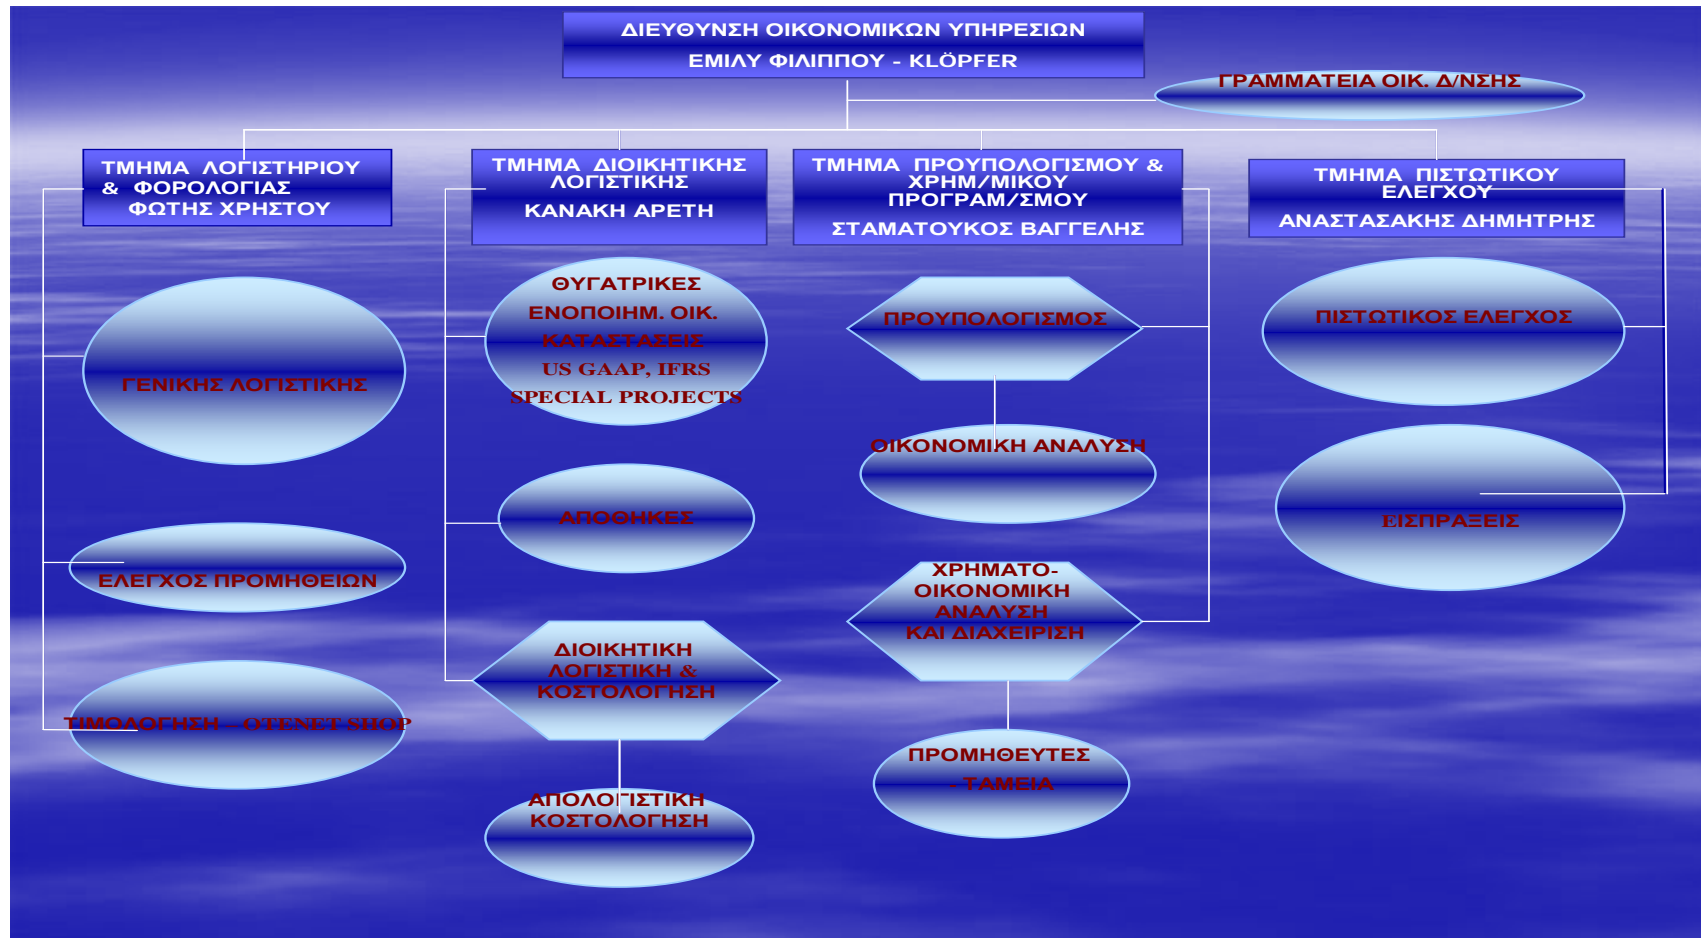 ΔΙΕΥΘΥΝΣΗ ΟΙΚΟΝΟΜΙΚΩΝ ΥΠΗΡΕΣΙΩΝ
ΕΜΙΛΥ ΦΙΛΙΠΠΟΥ - KLÖPFER
ΓΡΑΜΜΑΤΕΙΑ ΟΙΚ. Δ/ΝΣΗΣ
ΤΜΗΜΑ ΛΟΓΙΣΤΗΡΙΟΥ
& ΦΟΡΟΛΟΓΙΑΣ
ΦΩΤΗΣ ΧΡΗΣΤΟΥ
ΓΕΝΙΚΗΣ ΛΟΓΙΣΤΙΚΗΣ
ΕΛΕΓΧΟΣ ΠΡΟΜΗΘΕΙΩΝ
ΤΙΜΟΛΟΓΗΣΗ – OTENET SHOP
ΤΜΗΜΑ ΔΙΟΙΚΗΤΙΚΗΣ
ΛΟΓΙΣΤΙΚΗΣ
ΚΑΝΑΚΗ ΑΡΕΤΗ
ΘΥΓΑΤΡΙΚΕΣ
ΕΝΟΠΟΙΗΜ. ΟΙΚ.
ΚΑΤΑΣΤΑΣΕΙΣ
US GAAP, IFRS
SPECIAL PROJECTS
ΑΠΟΘΗΚΕΣ
ΔΙΟΙΚΗΤΙΚΗ
ΛΟΓΙΣΤΙΚΗ &
ΚΟΣΤΟΛΟΓΗΣΗ
ΑΠΟΛΟΓΙΣΤΙΚΗ
ΚΟΣΤΟΛΟΓΗΣΗ
ΤΜΗΜΑ ΠΡΟΥΠΟΛΟΓΙΣΜΟΥ &
ΧΡΗΜ/ΜΙΚΟΥ
ΠΡΟΓΡΑΜ/ΣΜΟΥ
ΣΤΑΜΑΤΟΥΚΟΣ ΒΑΓΓΕΛΗΣ
ΠΡΟΥΠΟΛΟΓΙΣΜΟΣ
ΟΙΚΟΝΟΜΙΚΗ ΑΝΑΛΥΣΗ
ΧΡΗΜΑΤΟ-
ΟΙΚΟΝΟΜΙΚΗ
ΑΝΑΛΥΣΗ
ΚΑΙ ΔΙΑΧΕΙΡΙΣΗ
ΠΡΟΜΗΘΕΥΤΕΣ
- ΤΑΜΕΙΑ
ΤΜΗΜΑ ΠΙΣΤΩΤΙΚΟΥ
ΕΛΕΓΧΟΥ
ΑΝΑΣΤΑΣΑΚΗΣ ΔΗΜΗΤΡΗΣ
ΠΙΣΤΩΤΙΚΟΣ ΕΛΕΓΧΟΣ
ΕΙΣΠΡΑΞΕΙΣ